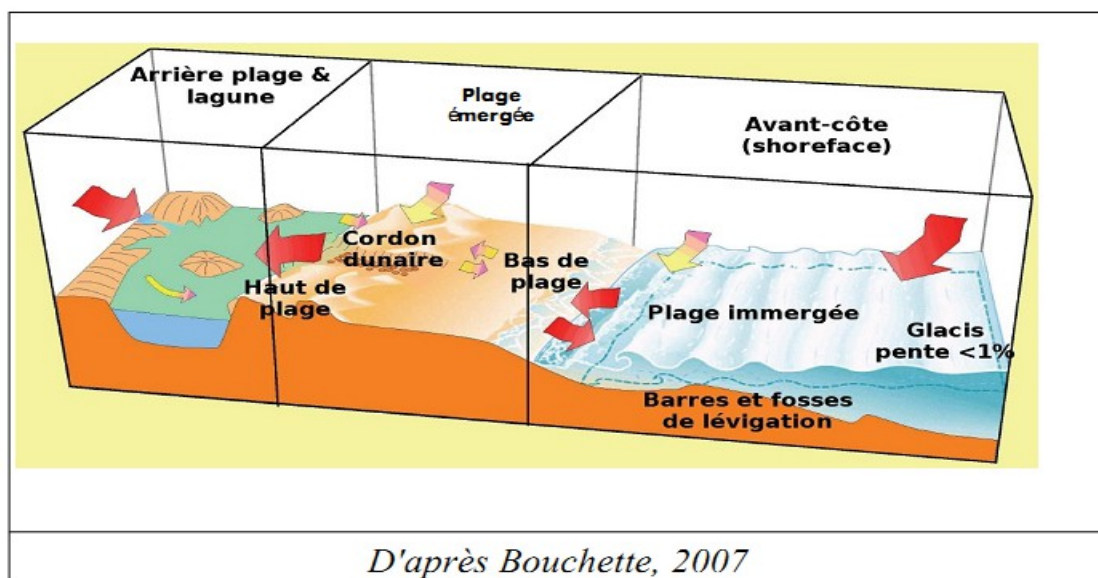 Arrière plage &
lagune
Plage
émergée
Avant-côte
(shoreface)
Cordon
dunaire
Haut de
plage
Bas de
plage
Plage immergée
Glacis
pente <1%
Barres et fosses
de lévigation
D'après Bouchette, 2007